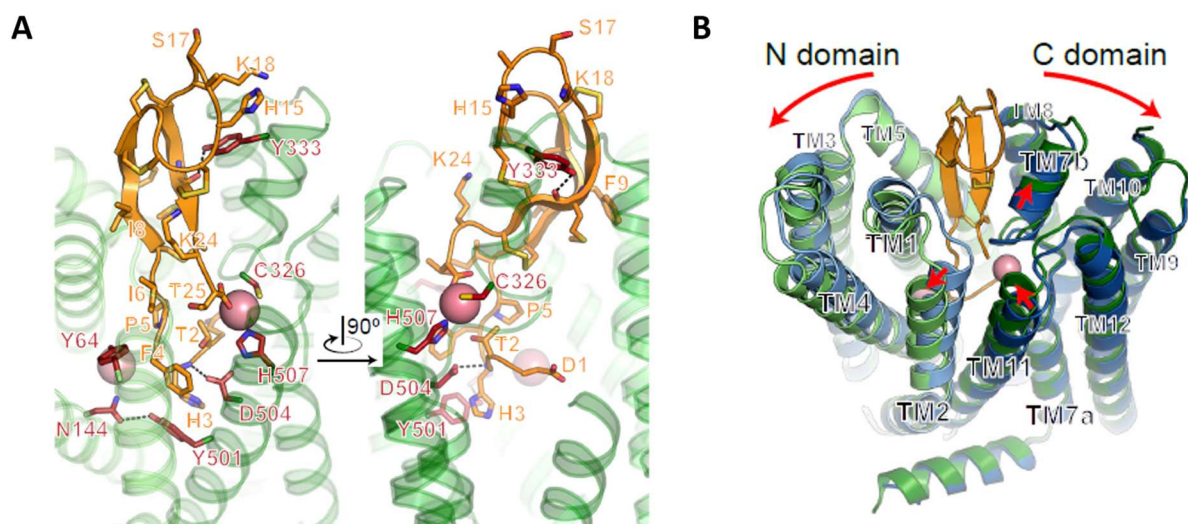 A
S17
K18
H15
Y333
I8
K24
C326
I6
T25
P5
T2
Y64
F4
H507
H3
D504
N144
Y501
90º
S17
K18
H15
K24
Y333
F9
C326
P5
H507
T2
D1
D504
H3
Y501
B
N domain
C domain
TM3
TM5
TM8
TM7b
TM10
TM1
TM9
TM4
TM12
TM11
TM2
TM7a